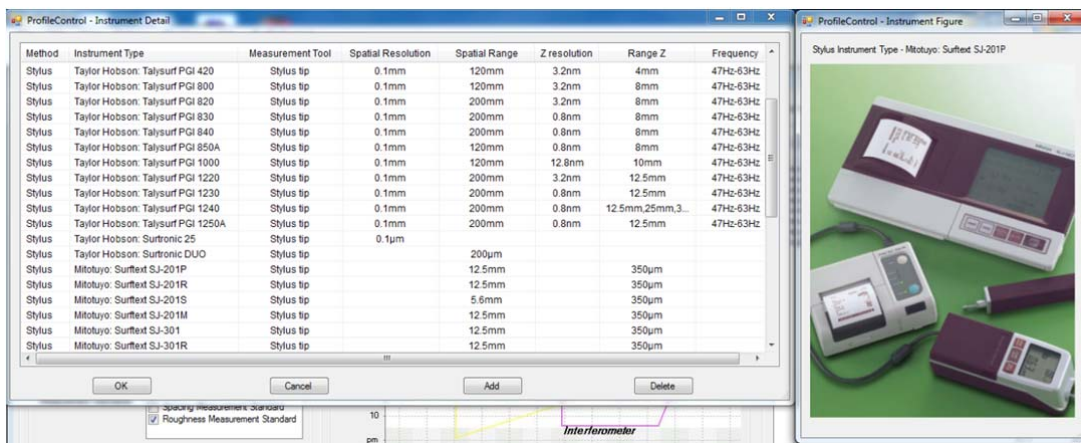 ProfileControl - Instrument Detail
Method Instrument Type Measurement Tool Spatial Resolution Spatial Range Z resolution Range Z Frequency
Stylus Taylor Hobson: Talysurf PGI 420 Stylus tip 0.1mm 120mm 3.2nm 4mm 47Hz-63Hz
Stylus Taylor Hobson: Talysurf PGI 800 Stylus tip 0.1mm 120mm 3.2nm 8mm 47Hz-63Hz
Stylus Taylor Hobson: Talysurf PGI 820 Stylus tip 0.1mm 200mm 3.2nm 8mm 47Hz-63Hz
Stylus Taylor Hobson: Talysurf PGI 830 Stylus tip 0.1mm 200mm 0.8nm 8mm 47Hz-63Hz
Stylus Taylor Hobson: Talysurf PGI 840 Stylus tip 0.1mm 200mm 0.8nm 8mm 47Hz-63Hz
Stylus Taylor Hobson: Talysurf PGI 850A Stylus tip 0.1mm 120mm 0.8nm 8mm 47Hz-63Hz
Stylus Taylor Hobson: Talysurf PGI 1000 Stylus tip 0.1mm 120mm 12.8nm 10mm 47Hz-63Hz
Stylus Taylor Hobson: Talysurf PGI 1220 Stylus tip 0.1mm 200mm 3.2nm 12.5mm 47Hz-63Hz
Stylus Taylor Hobson: Talysurf PGI 1230 Stylus tip 0.1mm 200mm 0.8nm 12.5mm 47Hz-63Hz
Stylus Taylor Hobson: Talysurf PGI 1240 Stylus tip 0.1mm 200mm 0.8nm 12.5mm,25mm,3... 47Hz-63Hz
Stylus Taylor Hobson: Talysurf PGI 1250A Stylus tip 0.1mm 200mm 0.8nm 12.5mm 47Hz-63Hz
Stylus Taylor Hobson: Surtronic 25 Stylus tip 0.1μm
Stylus Taylor Hobson: Surtronic DUO Stylus tip 200μm
Stylus Mitotuyo: Surftext SJ-201P Stylus tip 12.5mm 350μm
Stylus Mitotuyo: Surftext SJ-201R Stylus tip 12.5mm 350μm
Stylus Mitotuyo: Surftext SJ-201S Stylus tip 5.6mm 350μm
Stylus Mitotuyo: Surftext SJ-201M Stylus tip 12.5mm 350μm
Stylus Mitotuyo: Surftext SJ-301 Stylus tip 12.5mm 350μm
Stylus Mitotuyo: Surftext SJ-301R Stylus tip 12.5mm 350μm
OK Cancel Add Delete
Spacing Measurement Standard
Roughness Measurement Standard
10
pm
Interferometer
ProfileControl - Instrument Figure
Stylus Instrument Type - Mitotuyo: Surftext SJ-201P